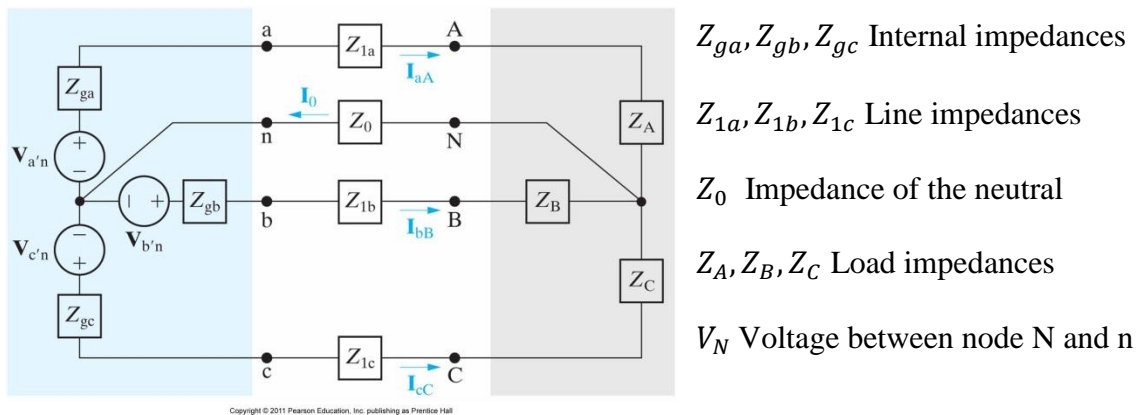 a
Z1a
A
IaA
Zga
I0
n
Z0
N
ZA
Va′n
Zgb
b
Z1b
B
ZB
Vb′n
IbB
Vc′n
ZC
Zgc
c
Z1c
C
IcC
Zga, Zgb, Zgc Internal impedances
Z1a, Z1b, Z1c Line impedances
Z0 Impedance of the neutral
ZA, ZB, ZC Load impedances
VN Voltage between node N and n
Copyright © 2011 Pearson Education, Inc. publishing as Prentice Hall